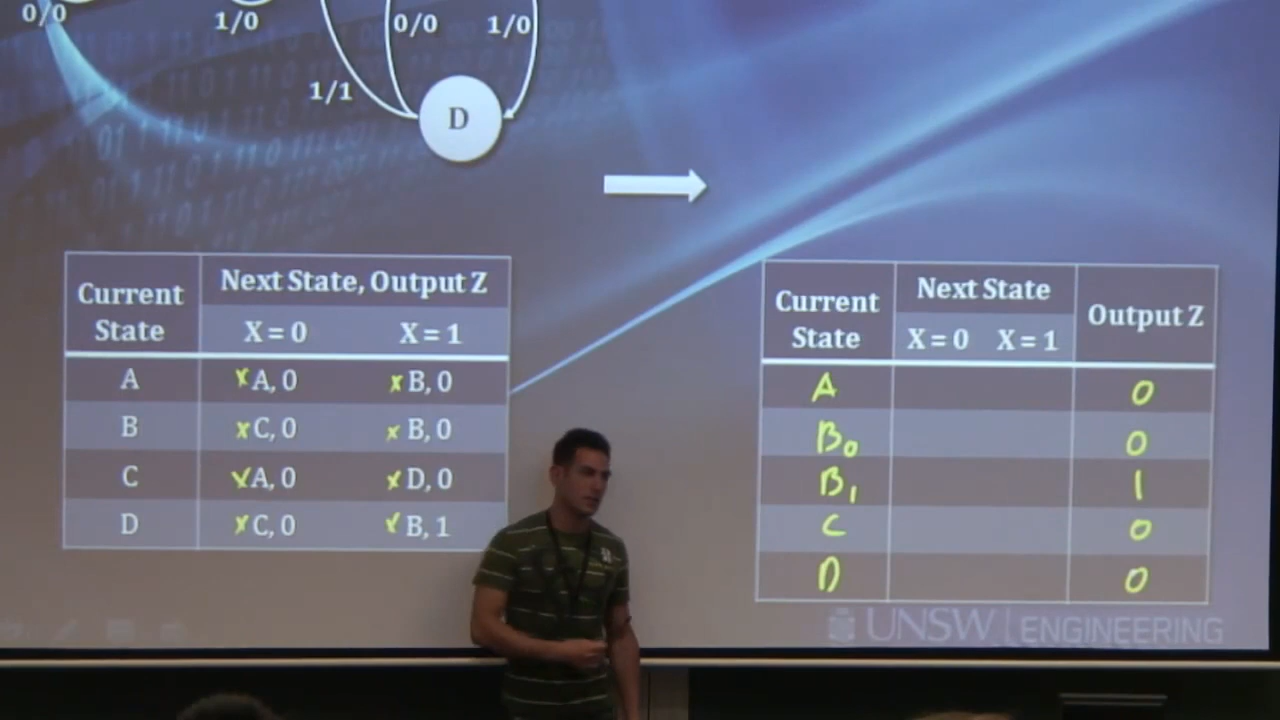 0/0
1/0
0/0
1/0
1/1
D
Current State
Next State, Output Z
X = 0 X = 1
A ×A, 0 ×B, 0
B ×C, 0 ×B, 0
C ✓A, 0 ×D, 0
D ×C, 0 ✓B, 1
Current State
Next State
Output Z
X = 0 X = 1
A 0
B₀ 0
B₁ 1
C 0
D 0
UNSW ENGINEERING